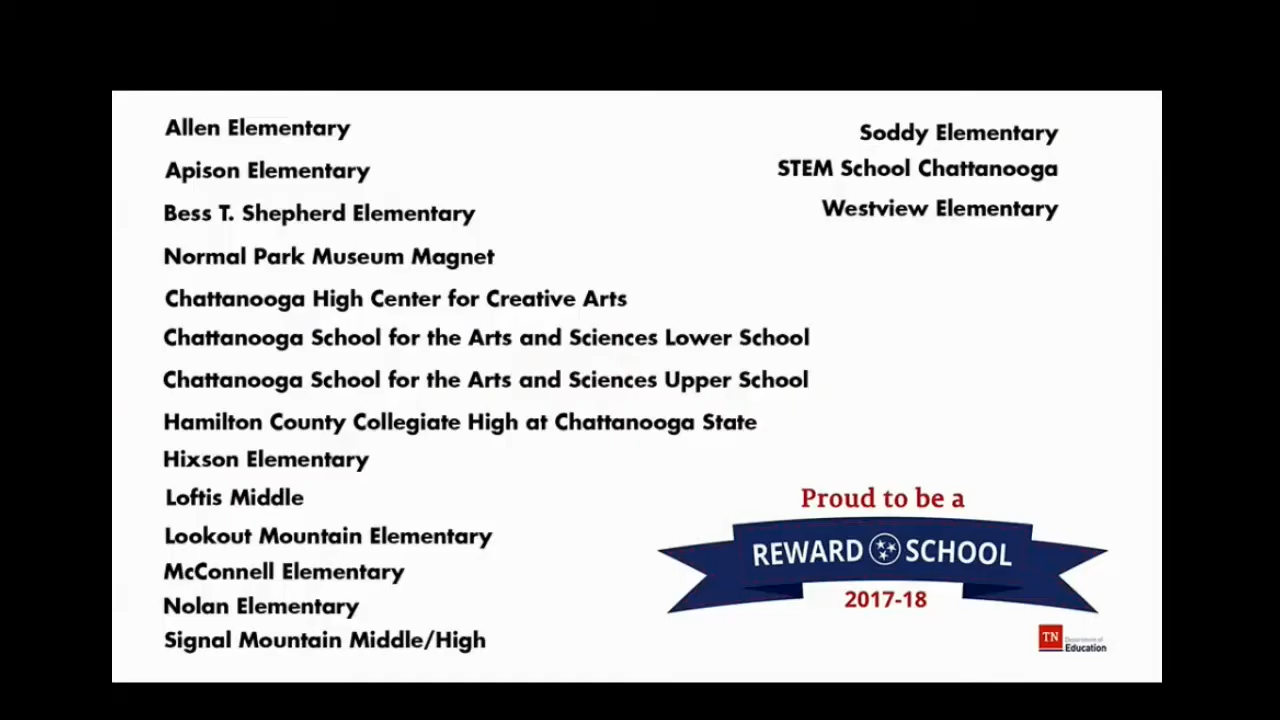 Allen Elementary
Apison Elementary
Bess T. Shepherd Elementary
Normal Park Museum Magnet
Chattanooga High Center for Creative Arts
Chattanooga School for the Arts and Sciences Lower School
Chattanooga School for the Arts and Sciences Upper School
Hamilton County Collegiate High at Chattanooga State
Hixson Elementary
Loftis Middle
Lookout Mountain Elementary
McConnell Elementary
Nolan Elementary
Signal Mountain Middle/High
Soddy Elementary
STEM School Chattanooga
Westview Elementary
Proud to be a
REWARD SCHOOL
2017-18
TN
Department of
Education